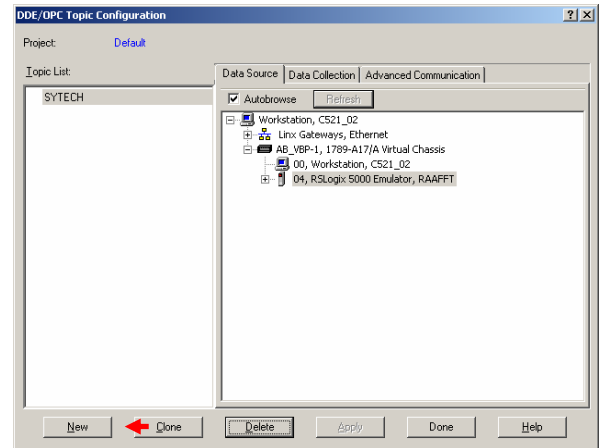 DDE/OPC Topic Configuration
Project: Default
Topic List:
SYTECH
Data Source
Data Collection
Advanced Communication
Autobrowse
Refresh
Workstation, C521_02
Linx Gateways, Ethernet
AB_VBP-1, 1789-A17/A Virtual Chassis
00, Workstation, C521_02
04, RSLogix 5000 Emulator, RAAFFT
New
Clone
Delete
Apply
Done
Help